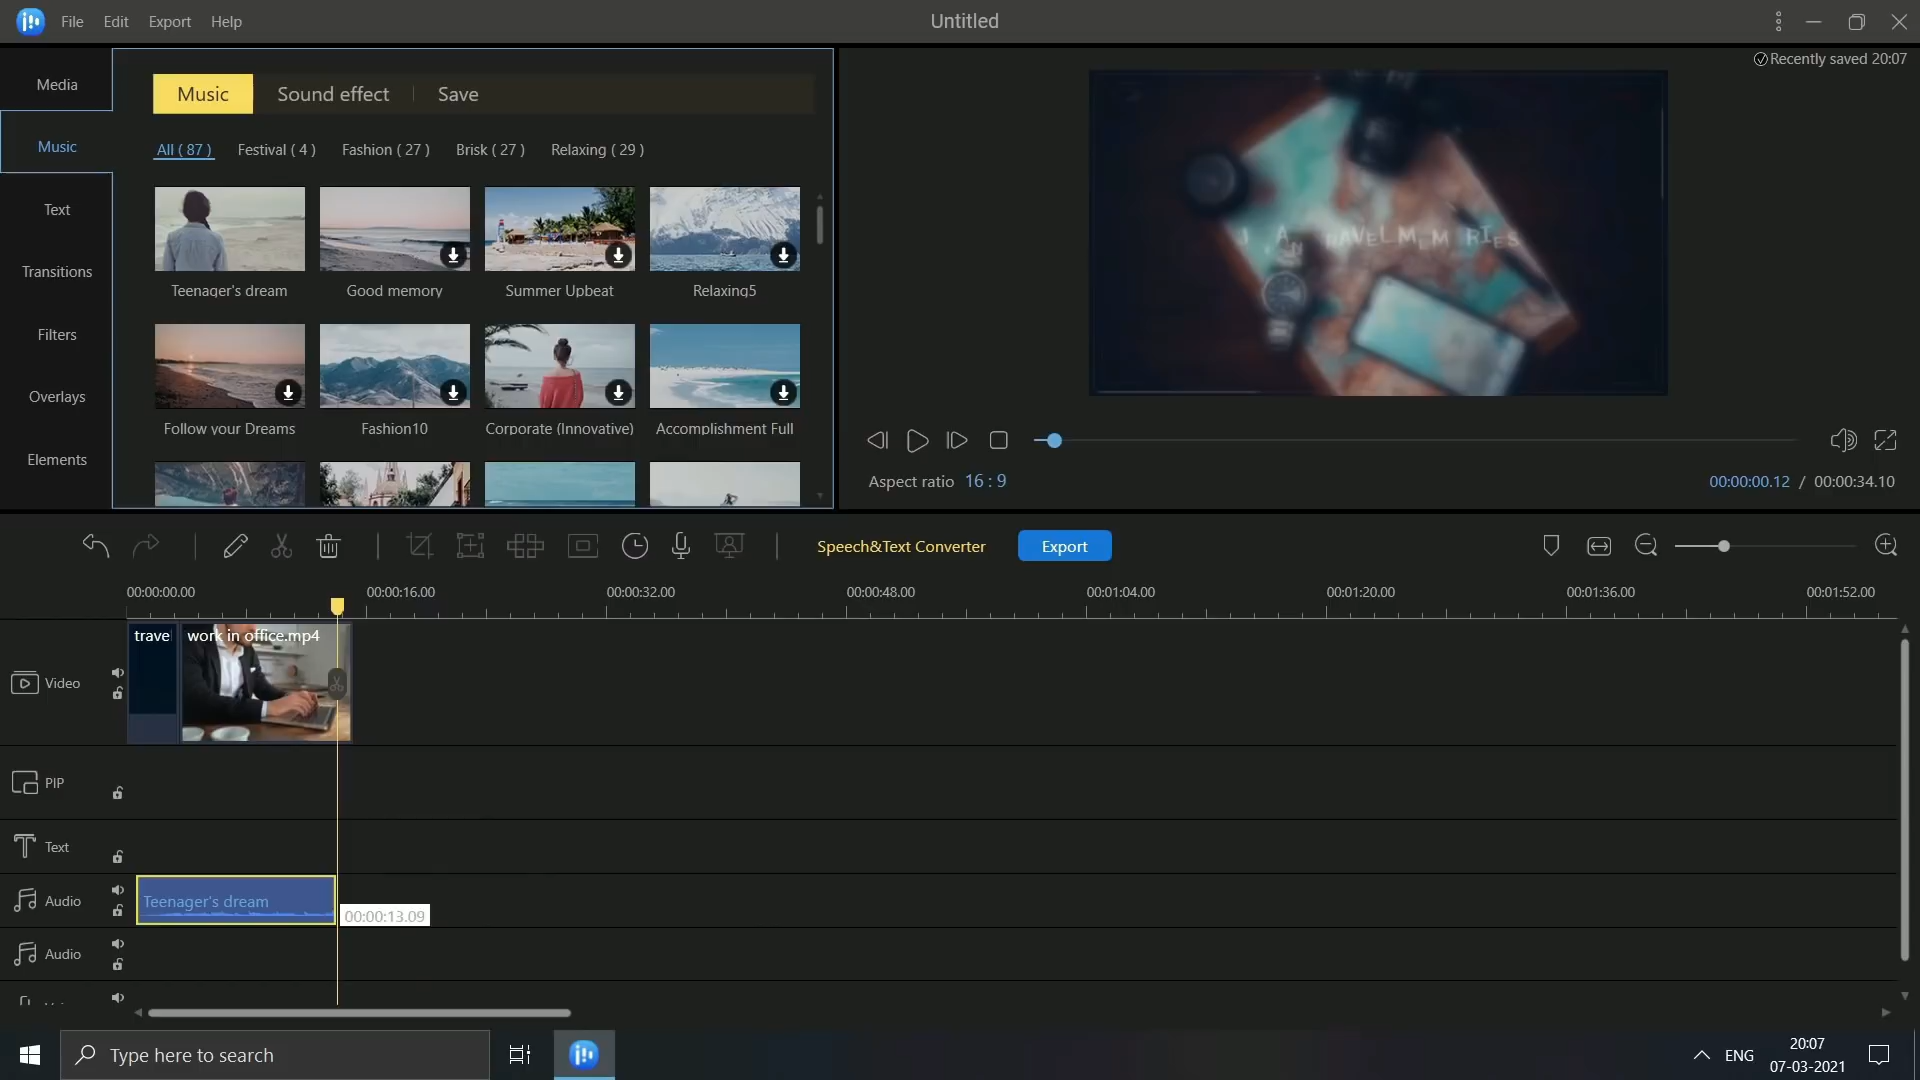 File Edit Export Help
Untitled
Recently saved 20:07
Media
Music
Text
Transitions
Filters
Overlays
Elements
Music Sound effect Save
All ( 87 ) Festival ( 4 ) Fashion ( 27 ) Brisk ( 27 ) Relaxing ( 29 )
Teenager's dream Good memory Summer Upbeat Relaxing5
Follow your Dreams Fashion10 Corporate (Innovative) Accomplishment Full
Aspect ratio 16 : 9
00:00:00.12 / 00:00:34.10
Speech&Text Converter Export
00:00:00.00 00:00:16.00 00:00:32.00 00:00:48.00 00:01:04.00 00:01:20.00 00:01:36.00 00:01:52.00
Video
trave work in office.mp4
PIP
Text
Audio
Teenager's dream
00:00:13.09
Audio
Type here to search
ENG
20:07
07-03-2021